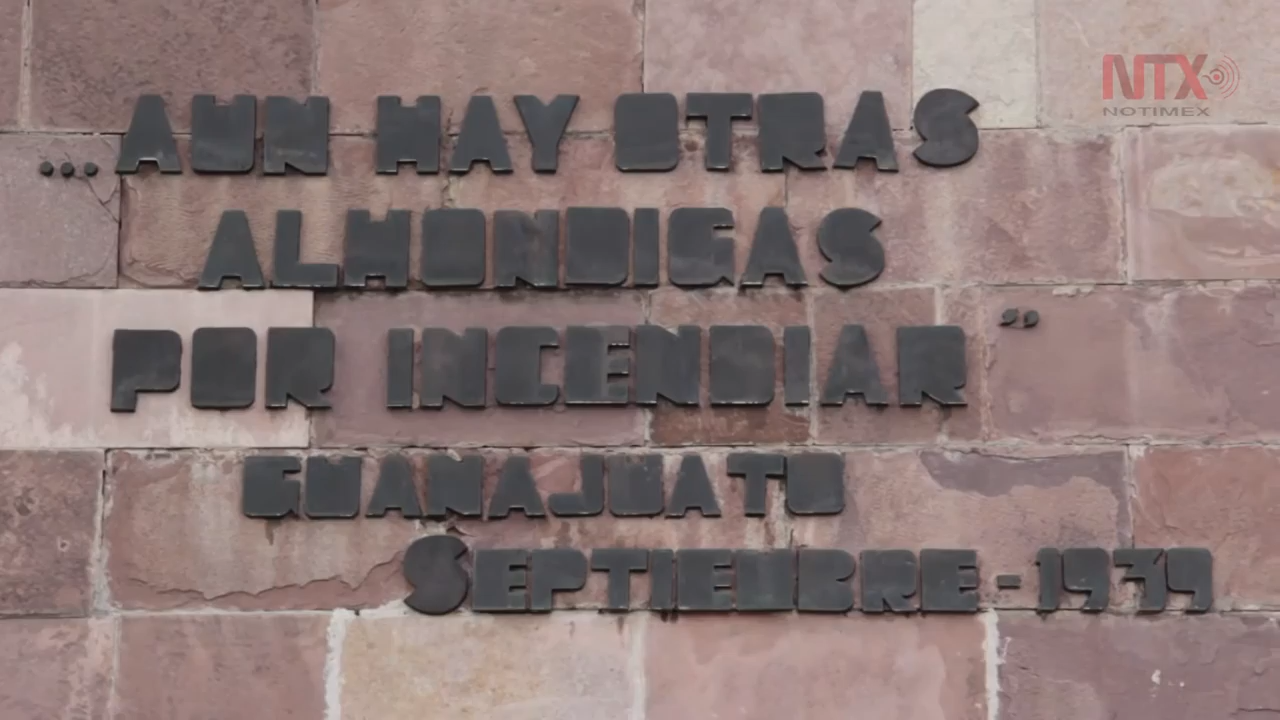 NTX
NOTIMEX
...AUN HAY OTRAS
ALHONDIGAS
POR INCENDIAR”
GUANAJUATO
SEPTIEMBRE-1939